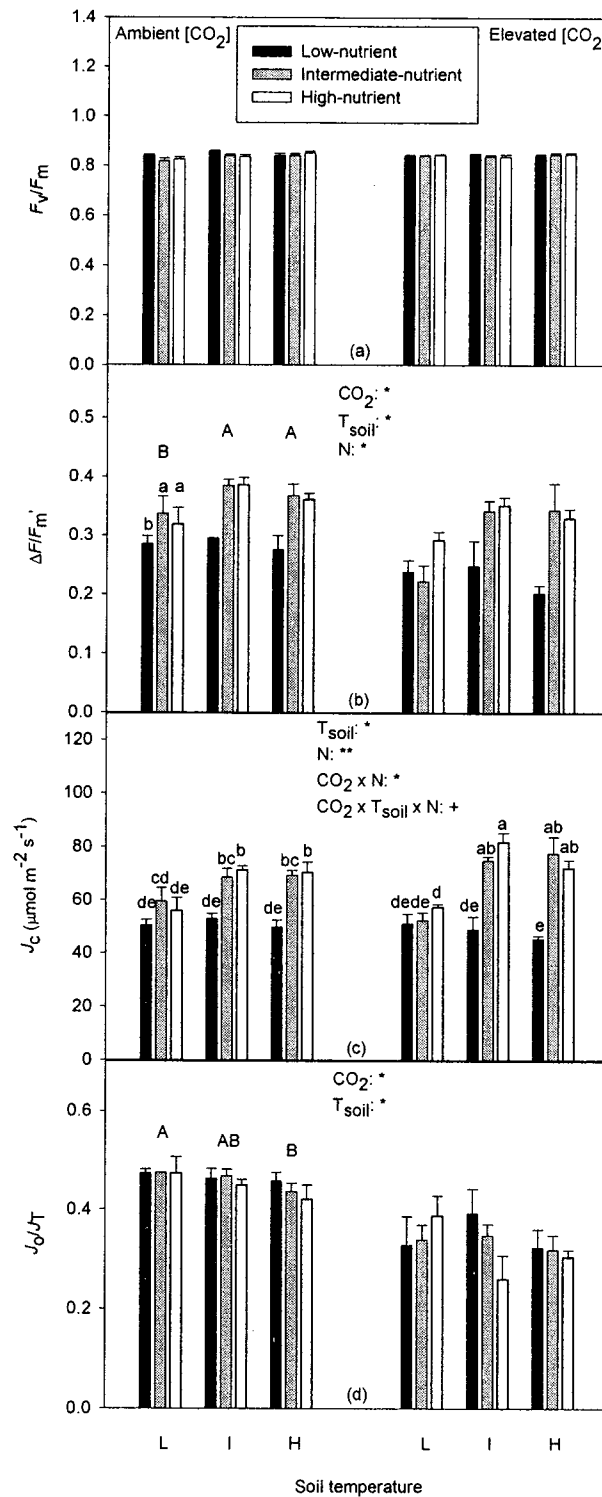 Ambient [CO2]
Elevated [CO2]
Low-nutrient
Intermediate-nutrient
High-nutrient
1.4
1.2
1.0
0.8
0.6
0.4
0.2
0.0
Fv/Fm
(a)
CO2: *
Tsoil: *
N: *
0.5
0.4
0.3
0.2
0.1
0.0
ΔF/Fm'
B
A
A
b
a
a
(b)
Tsoil: *
N: **
CO2 x N: *
CO2 x Tsoil x N: +
120
100
80
60
40
20
0
Jc (μmol m−2 s−1)
de
cd
de
de
bc
b
de
bc
b
de
de
d
de
ab
a
e
ab
ab
(c)
CO2: *
Tsoil: *
0.6
0.4
0.2
0.0
Jo/JT
A
AB
B
(d)
L
I
H
L
I
H
Soil temperature